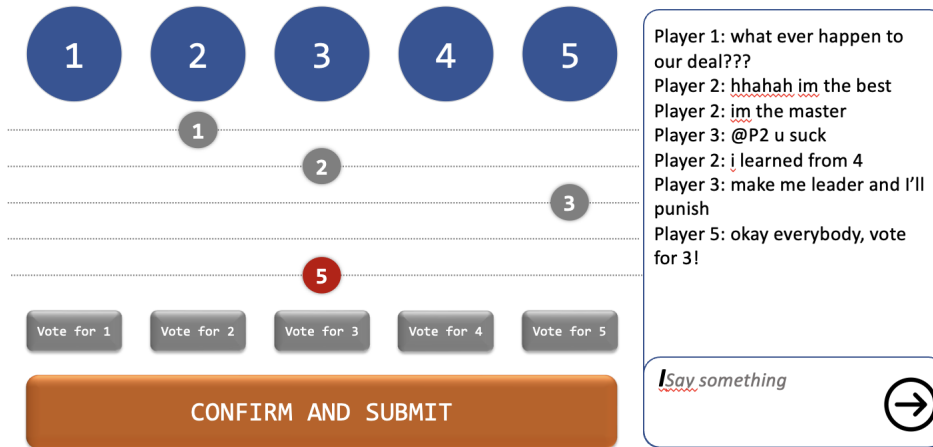 1 2 3 4 5
1
2
3
5
Vote for 1 Vote for 2 Vote for 3 Vote for 4 Vote for 5
CONFIRM AND SUBMIT
Player 1: what ever happen to
our deal???
Player 2: hhahah im the best
Player 2: im the master
Player 3: @P2 u suck
Player 2: i learned from 4
Player 3: make me leader and I’ll
punish
Player 5: okay everybody, vote
for 3!
Say something